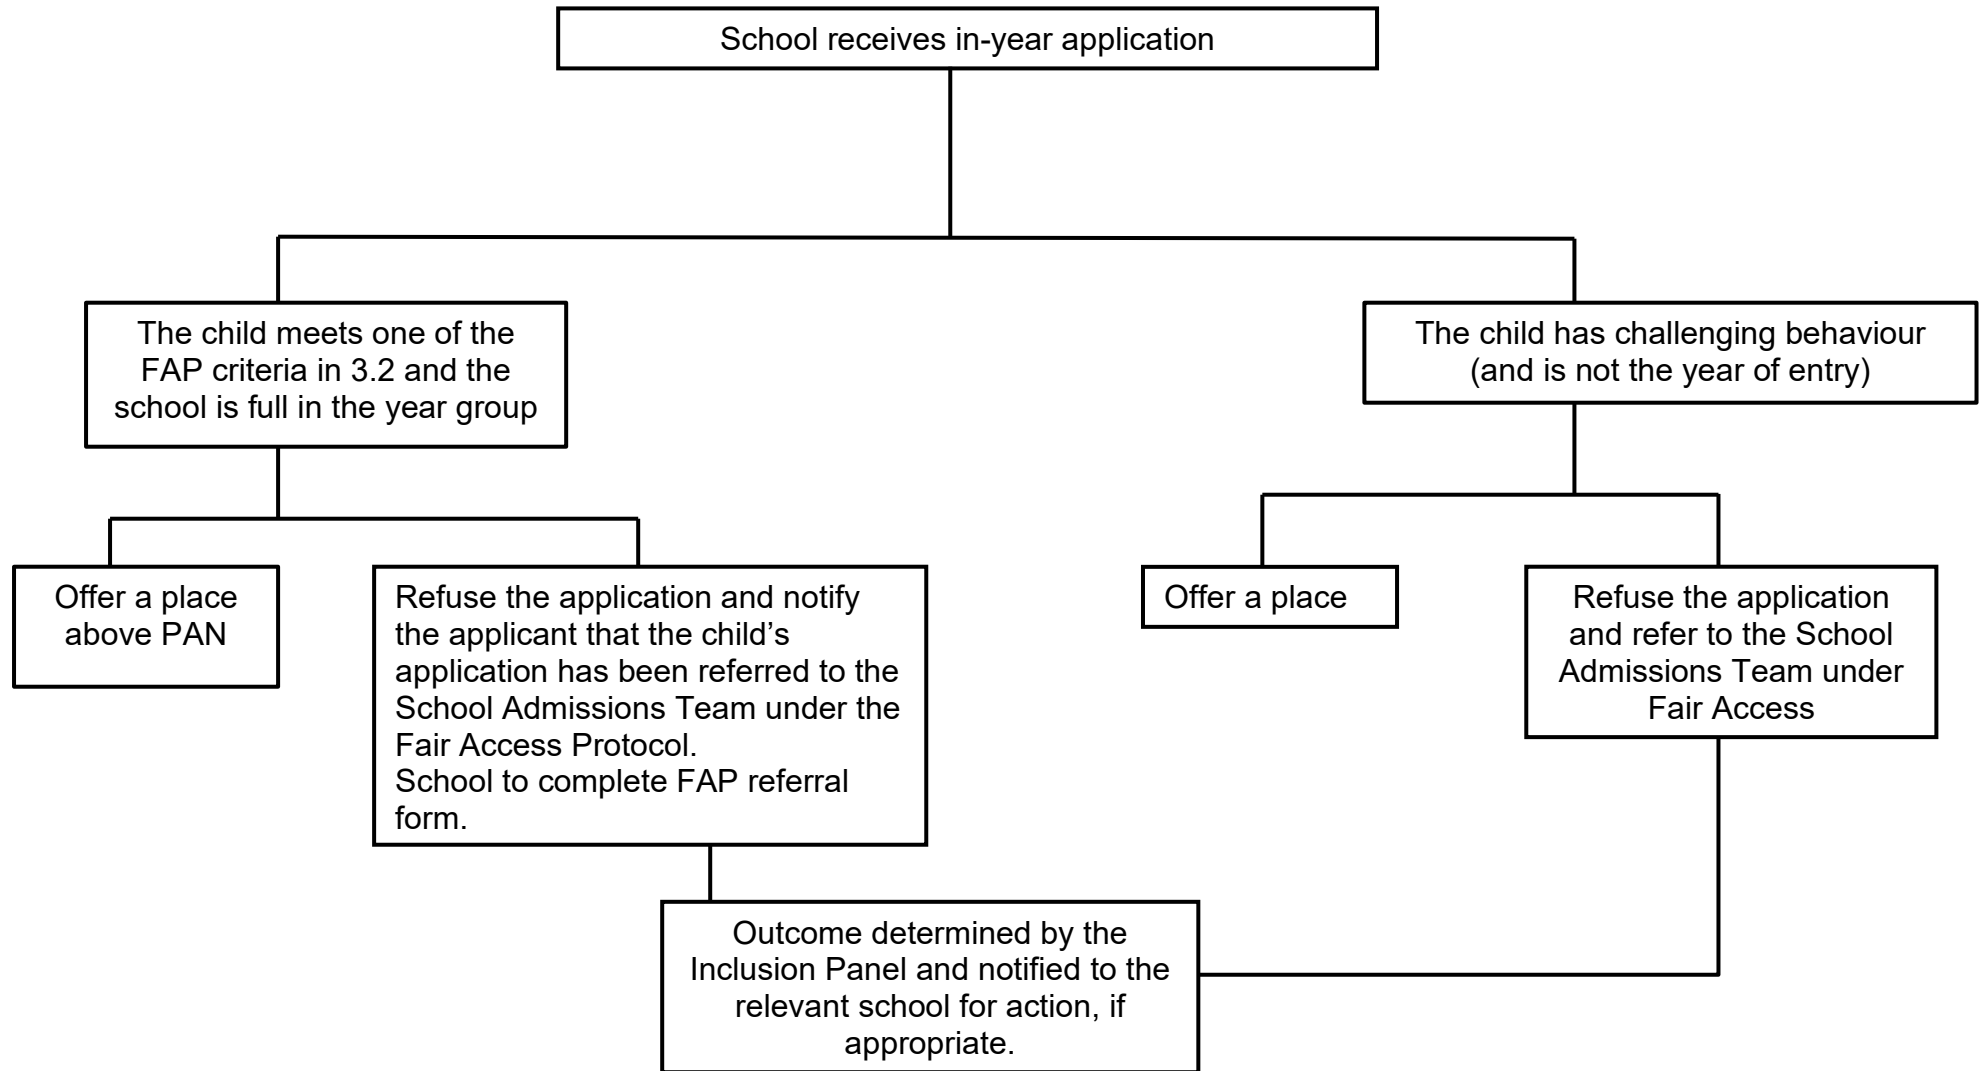 School receives in-year application
The child meets one of the
FAP criteria in 3.2 and the
school is full in the year group
The child has challenging behaviour
(and is not the year of entry)
Offer a place
above PAN
Refuse the application and notify
the applicant that the child’s
application has been referred to the
School Admissions Team under the
Fair Access Protocol.
School to complete FAP referral
form.
Offer a place
Refuse the application
and refer to the School
Admissions Team under
Fair Access
Outcome determined by the
Inclusion Panel and notified to the
relevant school for action, if
appropriate.